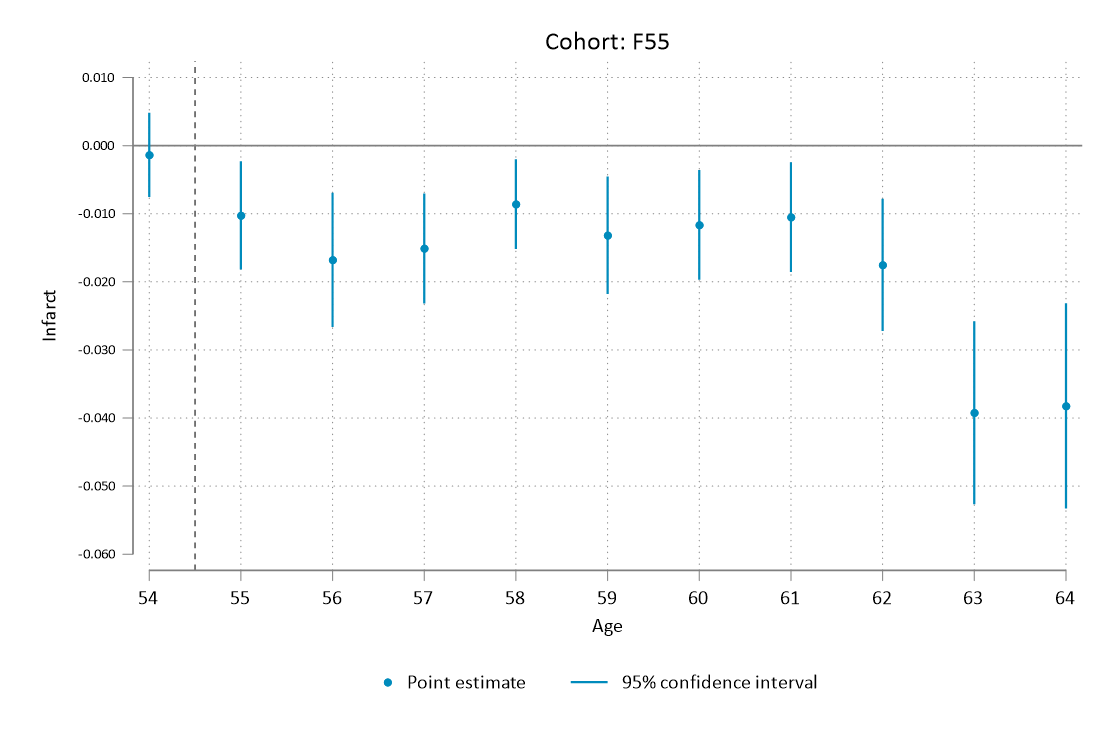 Cohort: F55
0.010
0.000
-0.010
-0.020
-0.030
-0.040
-0.050
-0.060
Infarct
54 55 56 57 58 59 60 61 62 63 64
Age
Point estimate 95% confidence interval